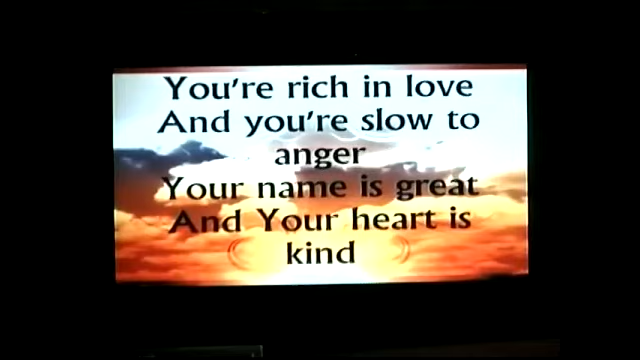 You're rich in love
And you're slow to
anger
Your name is great
And Your heart is
kind